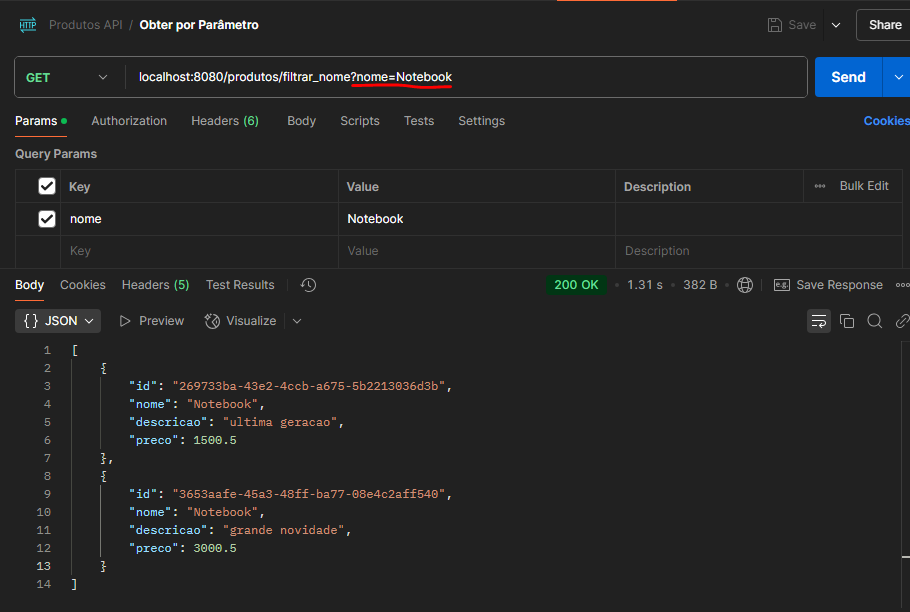 HTTP Produtos API / Obter por Parâmetro Save Share
GET localhost:8080/produtos/filtrar_nome?nome=Notebook Send
Params Authorization Headers (6) Body Scripts Tests Settings Cookies
Query Params
Key Value Description ••• Bulk Edit
nome Notebook
Key Value Description
Body Cookies Headers (5) Test Results 200 OK • 1.31 s • 382 B • e.g. Save Response •••
{} JSON Preview Visualize
1 [
2 {
3 "id": "269733ba-43e2-4ccb-a675-5b2213036d3b",
4 "nome": "Notebook",
5 "descricao": "ultima geracao",
6 "preco": 1500.5
7 },
8 {
9 "id": "3653aafe-45a3-48ff-ba77-08e4c2aff540",
10 "nome": "Notebook",
11 "descricao": "grande novidade",
12 "preco": 3000.5
13 }
14 ]